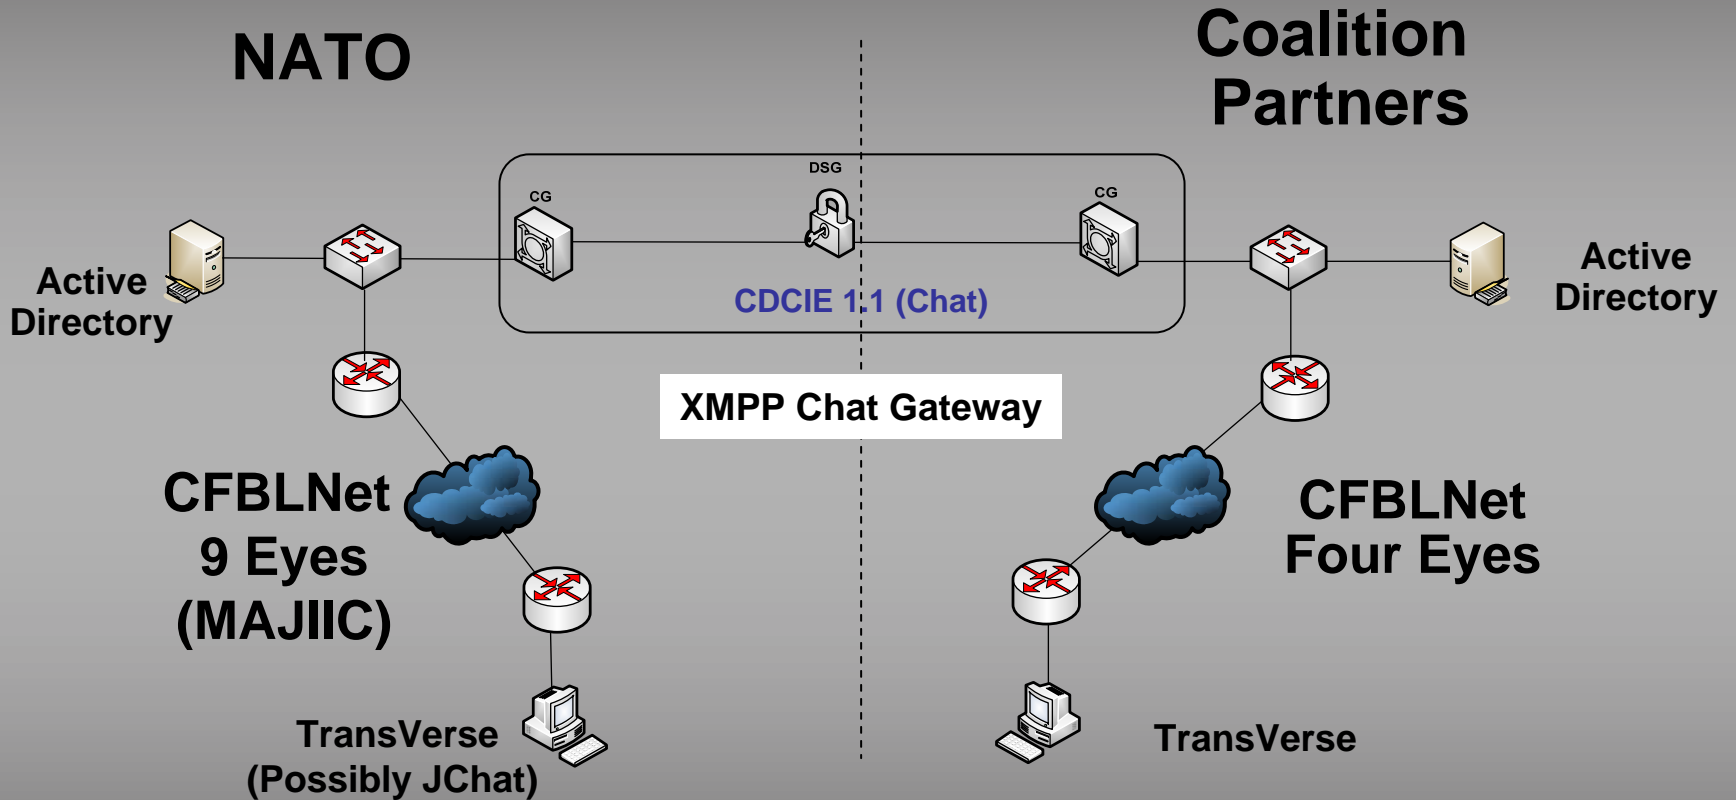 NATO
Coalition
Partners
DSG
CG
CG
Active
Directory
CDCIE 1.1 (Chat)
Active
Directory
XMPP Chat Gateway
CFBLNet
9 Eyes
(MAJIIC)
CFBLNet
Four Eyes
TransVerse
(Possibly JChat)
TransVerse